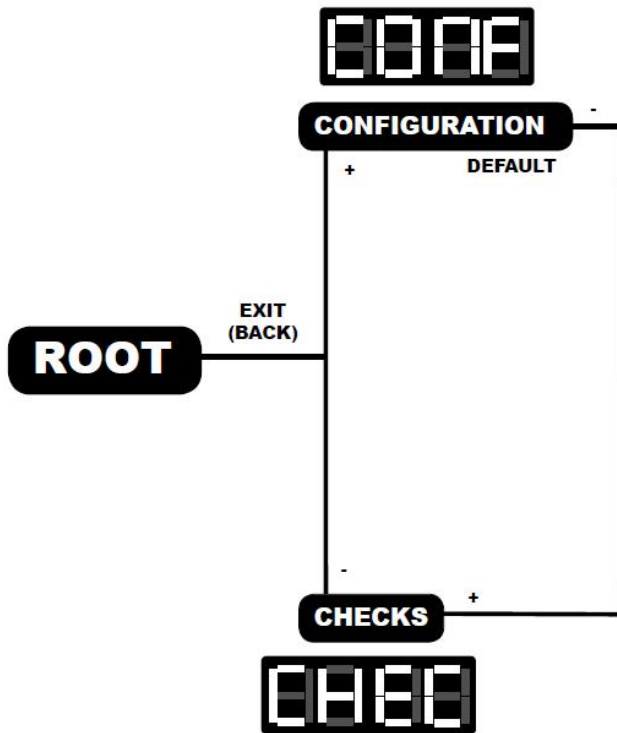 CONF
CONFIGURATION
-
+
DEFAULT
EXIT
(BACK)
ROOT
-
+
CHECKS
CHEC